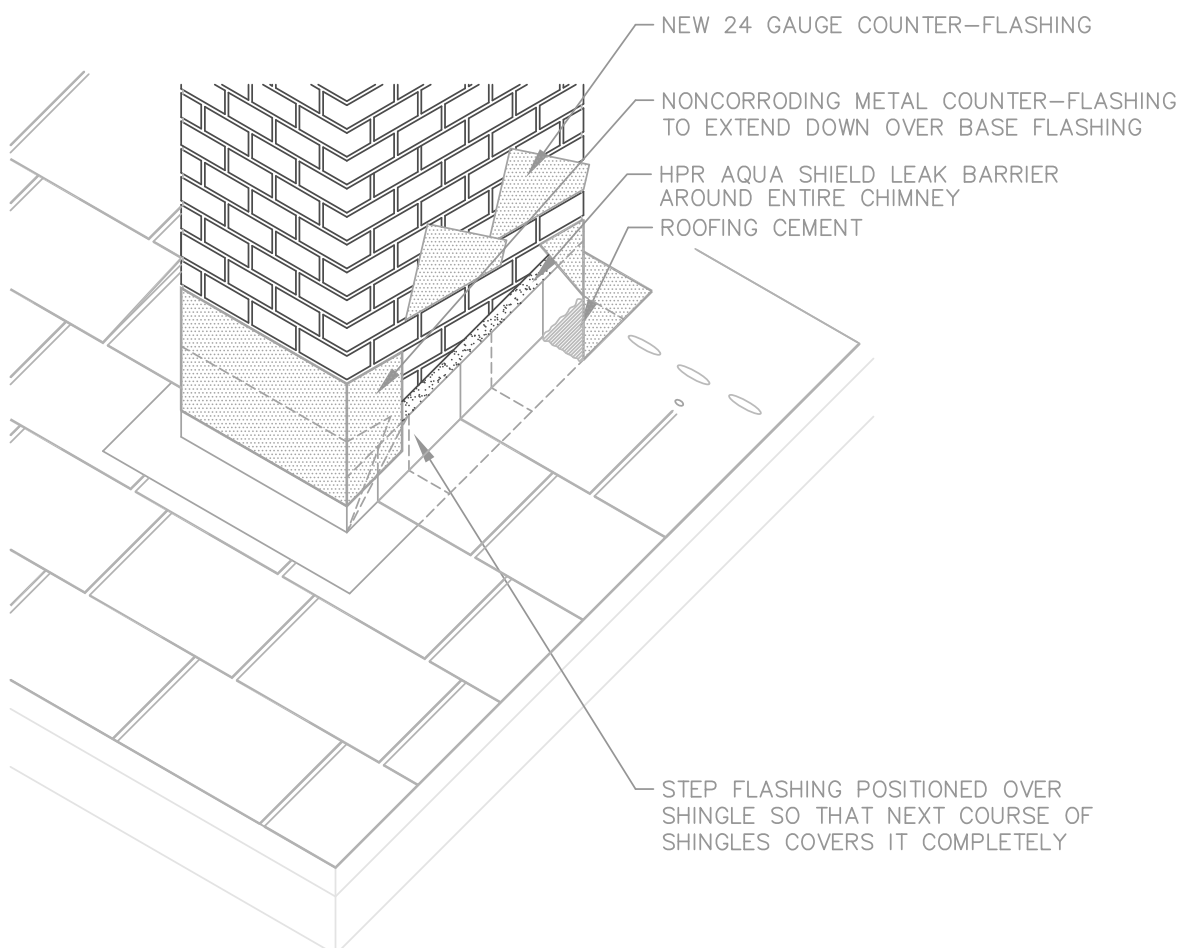 NEW 24 GAUGE COUNTER-FLASHING
NONCORRODING METAL COUNTER-FLASHING
TO EXTEND DOWN OVER BASE FLASHING
HPR AQUA SHIELD LEAK BARRIER
AROUND ENTIRE CHIMNEY
ROOFING CEMENT
STEP FLASHING POSITIONED OVER
SHINGLE SO THAT NEXT COURSE OF
SHINGLES COVERS IT COMPLETELY